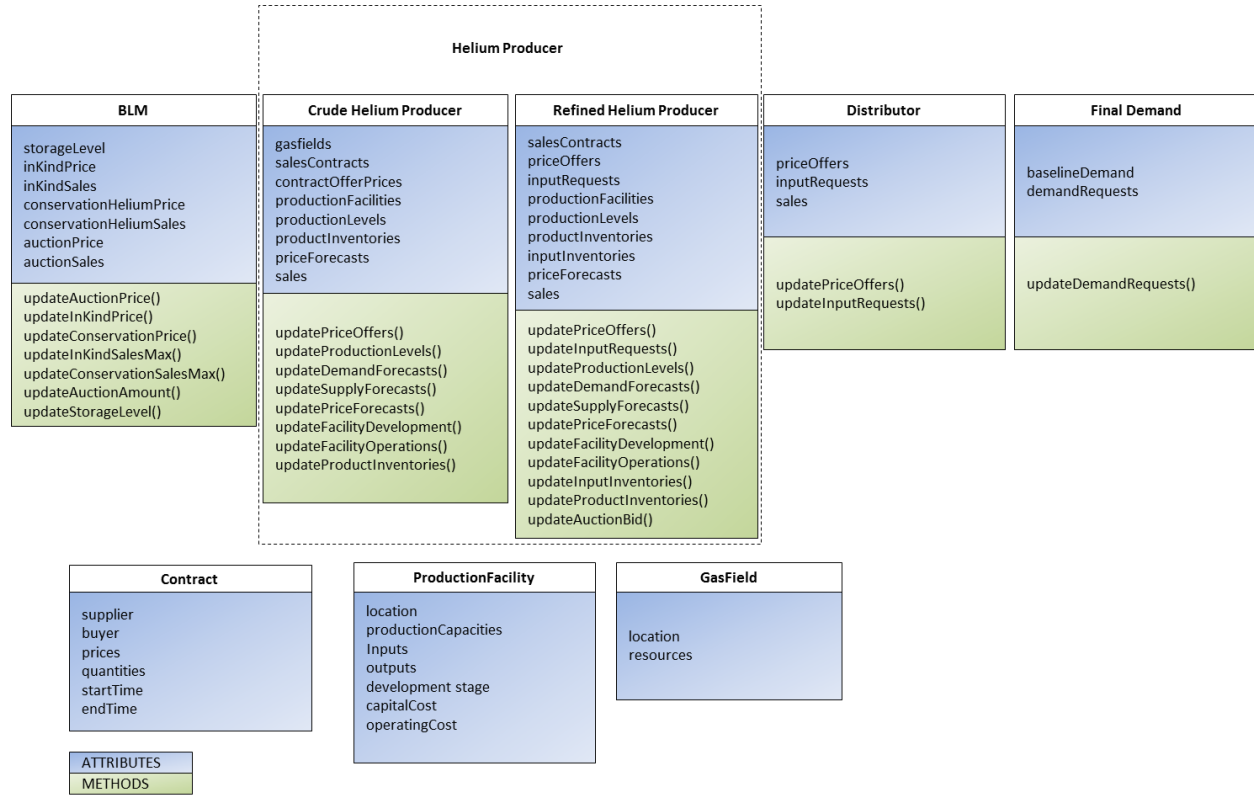 Helium Producer
BLM
storageLevel
inKindPrice
inKindSales
conservationHeliumPrice
conservationHeliumSales
auctionPrice
auctionSales
updateAuctionPrice()
updateInKindPrice()
updateConservationPrice()
updateInKindSalesMax()
updateConservationSalesMax()
updateAuctionAmount()
updateStorageLevel()
Crude Helium Producer
gasfields
salesContracts
contractOfferPrices
productionFacilities
productionLevels
productInventories
priceForecasts
sales
updatePriceOffers()
updateProductionLevels()
updateDemandForecasts()
updateSupplyForecasts()
updatePriceForecasts()
updateFacilityDevelopment()
updateFacilityOperations()
updateProductInventories()
Refined Helium Producer
salesContracts
priceOffers
inputRequests
productionFacilities
productionLevels
productInventories
inputInventories
priceForecasts
sales
updatePriceOffers()
updateInputRequests()
updateProductionLevels()
updateDemandForecasts()
updateSupplyForecasts()
updatePriceForecasts()
updateFacilityDevelopment()
updateFacilityOperations()
updateInputInventories()
updateProductInventories()
updateAuctionBid()
Distributor
priceOffers
inputRequests
sales
updatePriceOffers()
updateInputRequests()
Final Demand
baselineDemand
demandRequests
updateDemandRequests()
Contract
supplier
buyer
prices
quantities
startTime
endTime
ProductionFacility
location
productionCapacities
Inputs
outputs
development stage
capitalCost
operatingCost
GasField
location
resources
ATTRIBUTES
METHODS